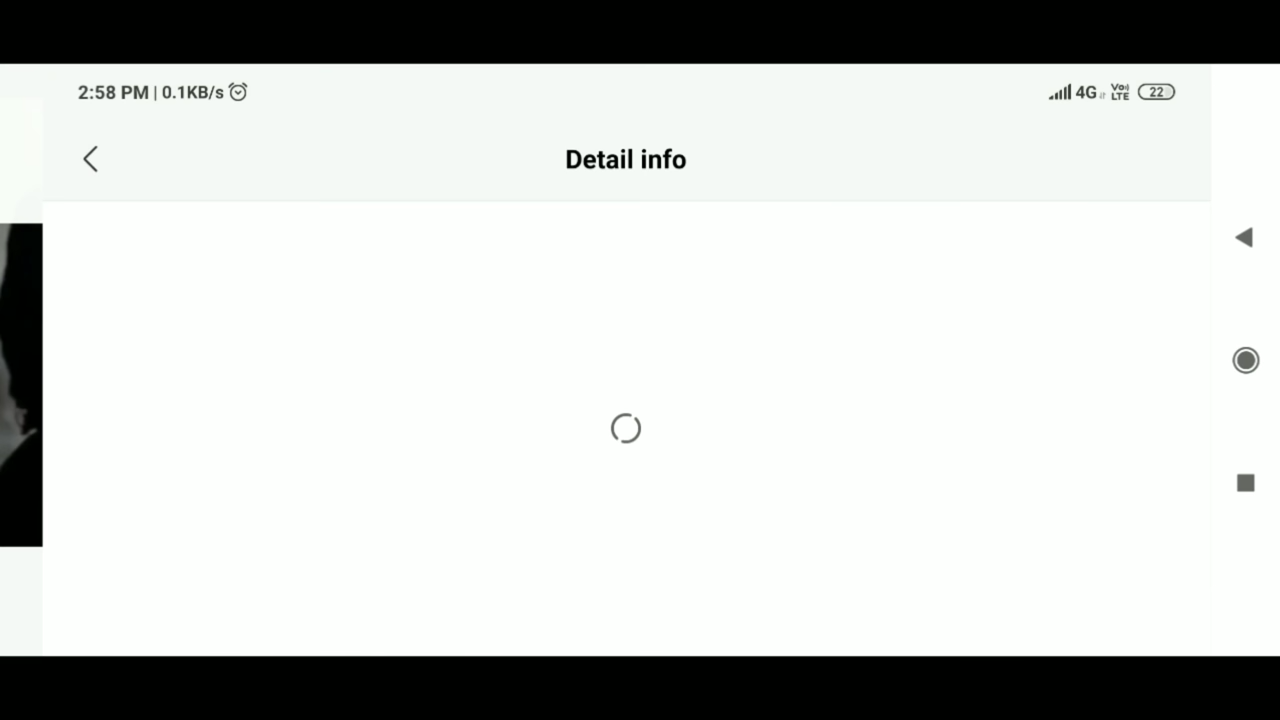 2:58 PM | 0.1KB/s
4G Vo) LTE 22
Detail info